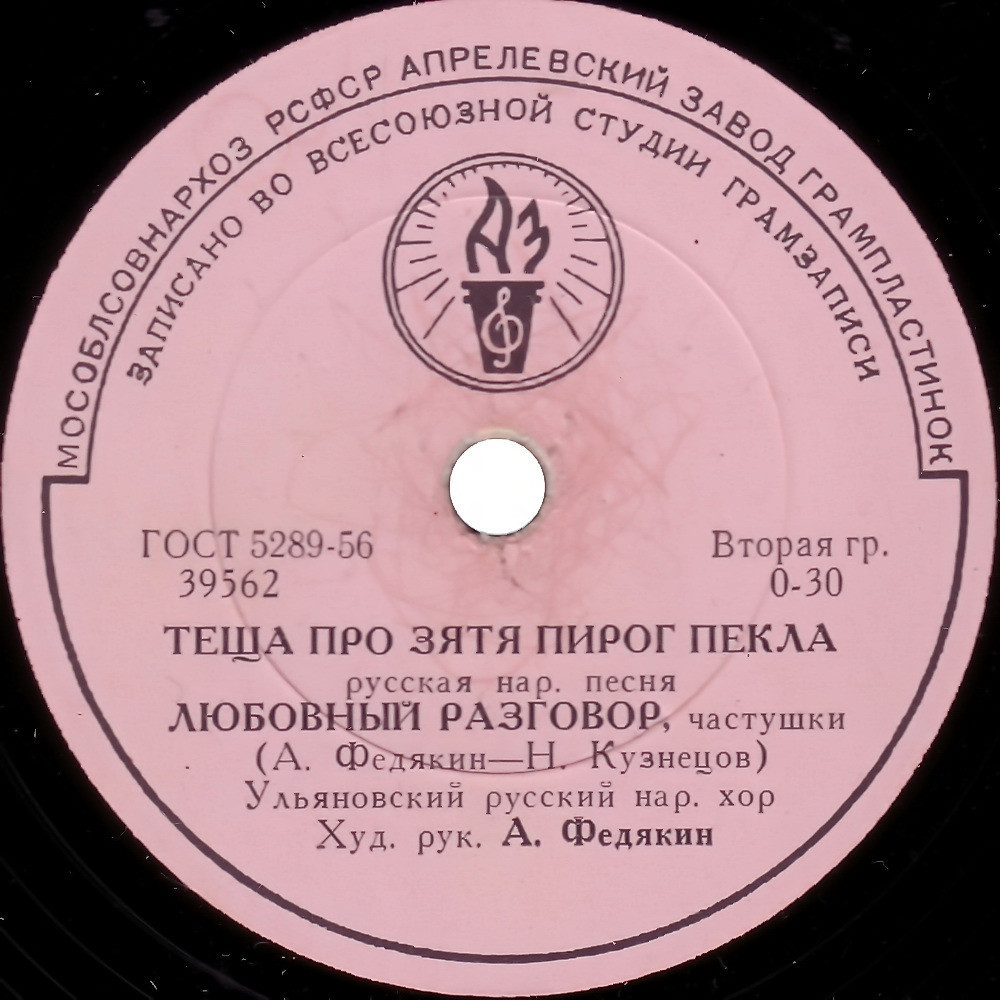 МОСОБЛСОВНАРХОЗ РСФСР АПРЕЛЕВСКИЙ ЗАВОД ГРАМПЛАСТИНОК
ЗАПИСАНО ВО ВСЕСОЮЗНОЙ СТУДИИ ГРАМЗАПИСИ
АЗ
ГОСТ 5289-56
39562
Вторая гр.
0-30
ТЕЩА ПРО ЗЯТЯ ПИРОГ ПЕКЛА
русская нар. песня
ЛЮБОВНЫЙ РАЗГОВОР, частушки
(А. Федякин—Н. Кузнецов)
Ульяновский русский нар. хор
Худ. рук. А. Федякин